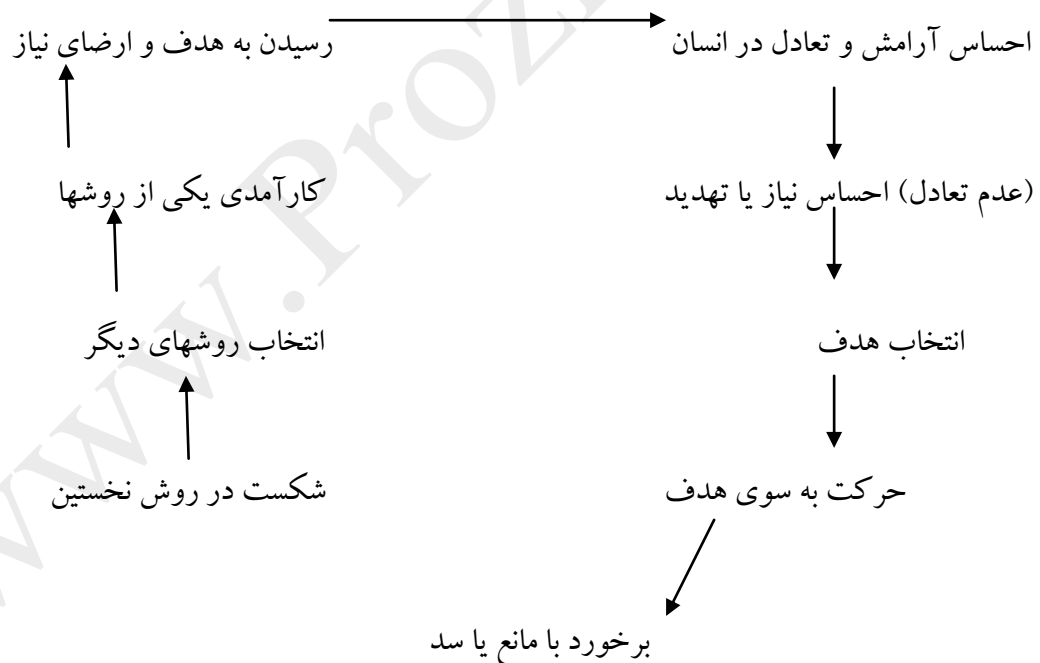 احساس آرامش و تعادل در انسان
رسیدن به هدف و ارضای نیاز
(عدم تعادل) احساس نیاز یا تهدید
کارآمدی یکی از روشها
انتخاب هدف
انتخاب روشهای دیگر
حرکت به سوی هدف
شکست در روش نخستین
برخورد با مانع یا سد
www.Proz